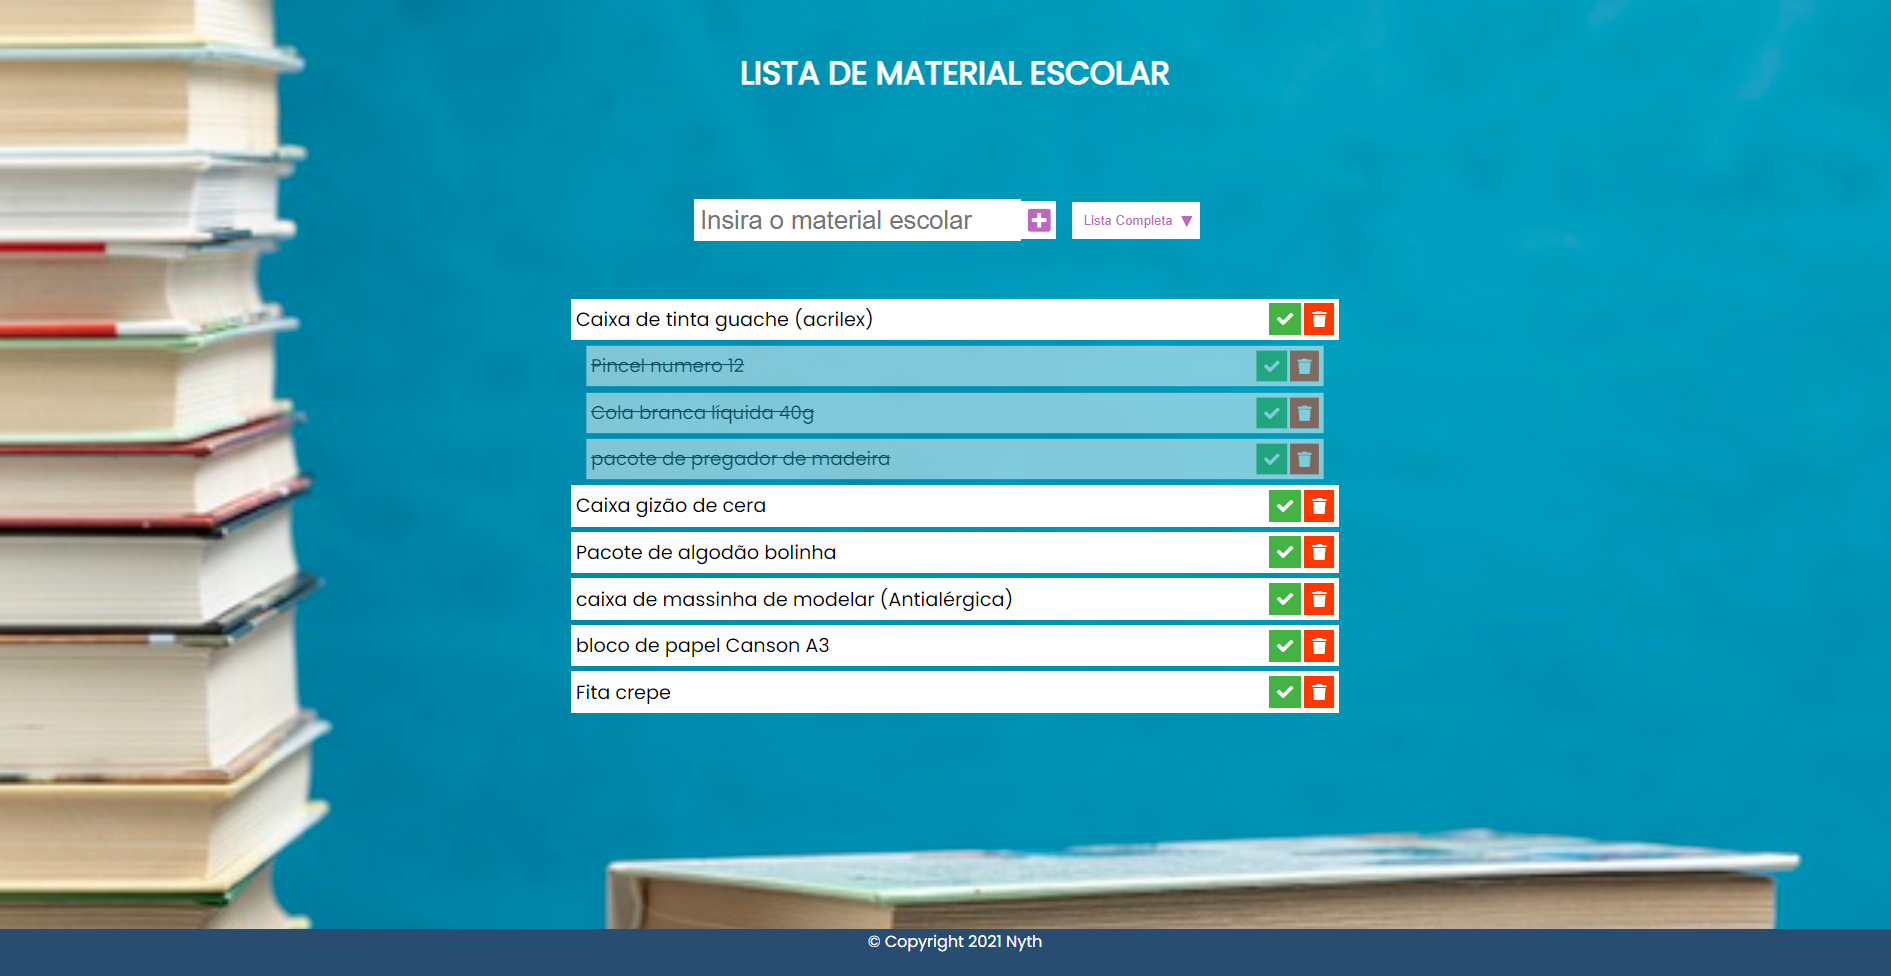 LISTA DE MATERIAL ESCOLAR
Insira o material escolar
Lista Completa ▼
Caixa de tinta guache (acrilex)
Pincel numero 12
Cola branca líquida 40g
pacote de pregador de madeira
Caixa gizão de cera
Pacote de algodão bolinha
caixa de massinha de modelar (Antialérgica)
bloco de papel Canson A3
Fita crepe
© Copyright 2021 Nyth